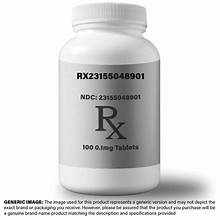 RX23155048901
NDC: 23155048901
Rx
100 0.1mg Tablets
GENERIC IMAGE: The image used for this product represents a generic version and may not depict the
exact brand or packaging you receive. However, please be assured that the product you purchase will be
a genuine brand name product matching the description and specifications provided